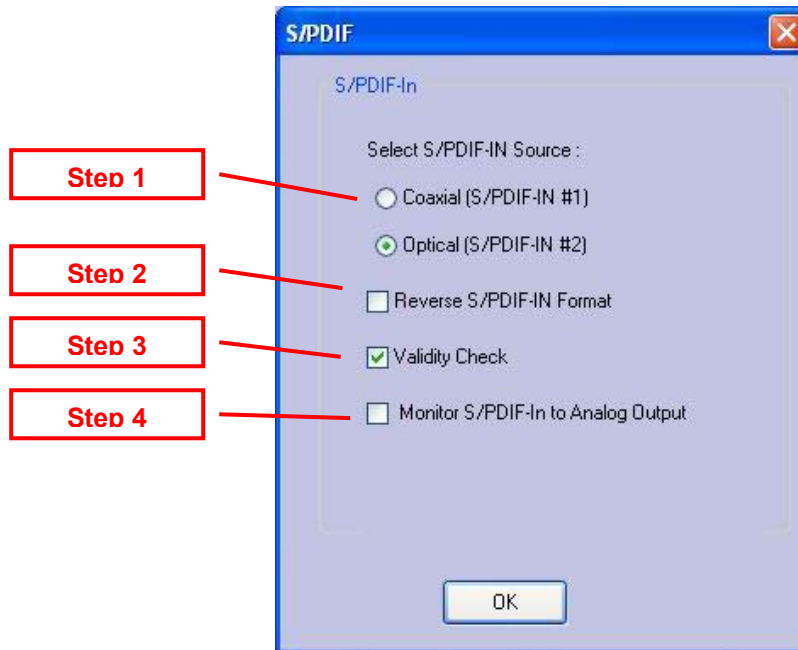 S/PDIF
S/PDIF-In
Select S/PDIF-IN Source :
Step 1
Coaxial (S/PDIF-IN #1)
Optical (S/PDIF-IN #2)
Step 2
Reverse S/PDIF-IN Format
Step 3
Validity Check
Step 4
Monitor S/PDIF-In to Analog Output
OK